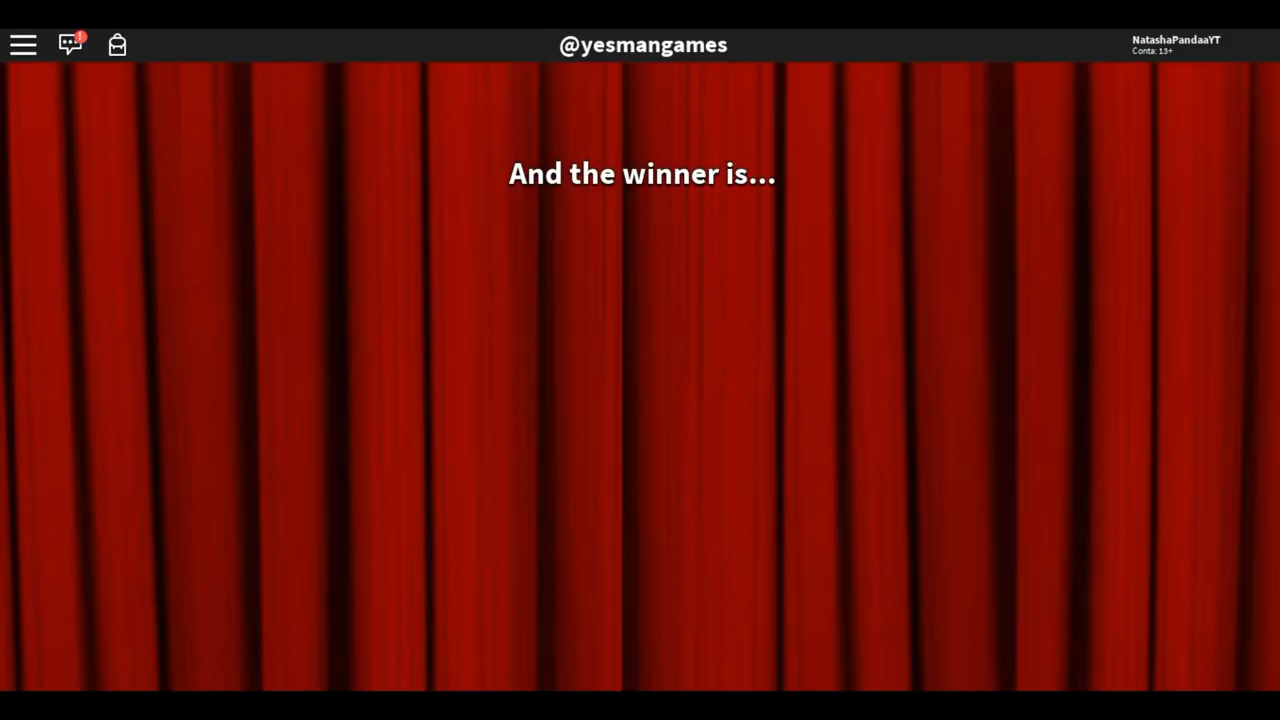 @yesmangames
NatashaPandaaYT
Conta: 13+
And the winner is...